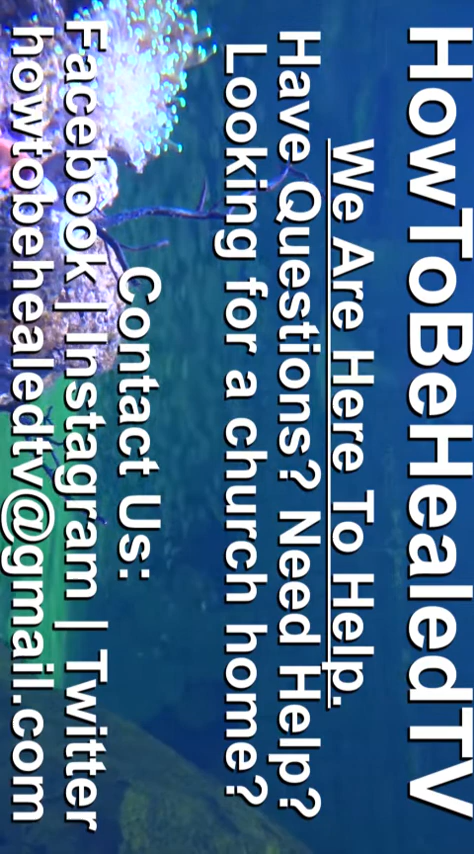 HowToBeHealedTV
We Are Here To Help.
Have Questions? Need Help?
Looking for a church home?
Contact Us:
Facebook | Instagram | Twitter
howtobehealedtv@gmail.com